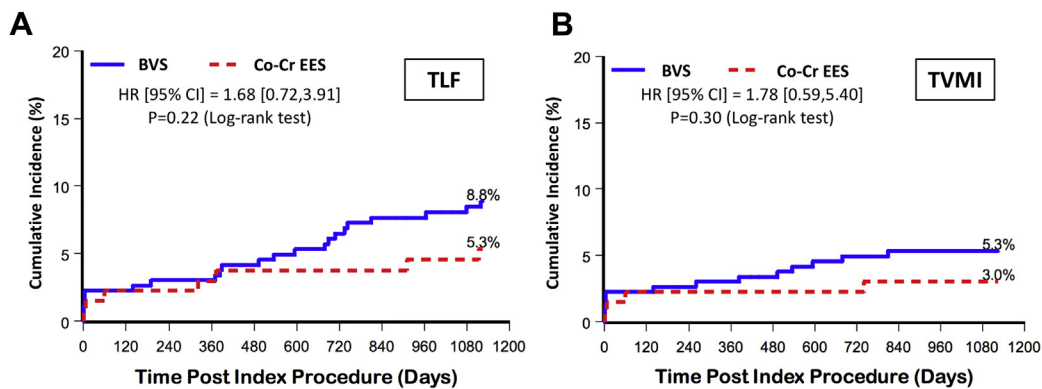 A
20
BVS
Co-Cr EES
TLF
HR [95% CI] = 1.68 [0.72,3.91]
P=0.22 (Log-rank test)
15
10
5
0
8.8%
5.3%
Cumulative Incidence (%)
0 120 240 360 480 600 720 840 960 1080 1200
Time Post Index Procedure (Days)
B
20
BVS
Co-Cr EES
TVMI
HR [95% CI] = 1.78 [0.59,5.40]
P=0.30 (Log-rank test)
15
10
5
0
5.3%
3.0%
Cumulative Incidence (%)
0 120 240 360 480 600 720 840 960 1080 1200
Time Post Index Procedure (Days)